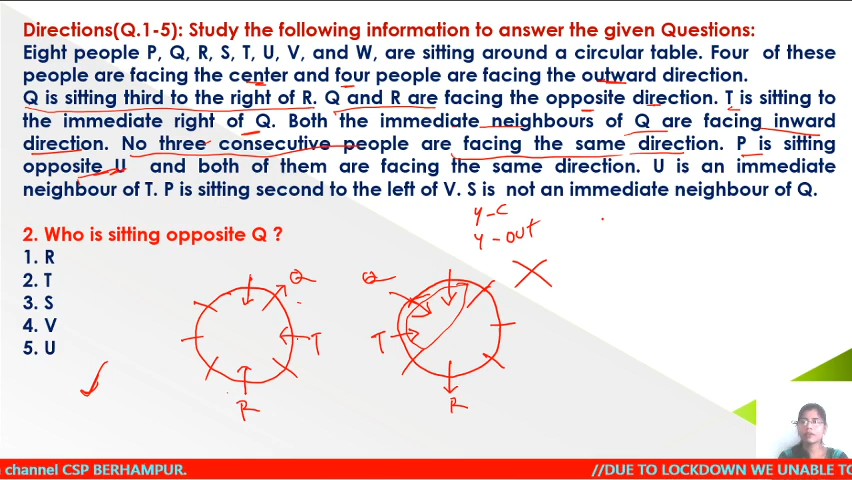 Directions(Q.1-5): Study the following information to answer the given Questions:
Eight people P, Q, R, S, T, U, V, and W, are sitting around a circular table. Four of these
people are facing the center and four people are facing the outward direction.
Q is sitting third to the right of R. Q and R are facing the opposite direction. T is sitting to
the immediate right of Q. Both the immediate neighbours of Q are facing inward
direction. No three consecutive people are facing the same direction. P is sitting
opposite U and both of them are facing the same direction. U is an immediate
neighbour of T. P is sitting second to the left of V. S is not an immediate neighbour of Q.
4-C
4-out
2. Who is sitting opposite Q ?
1. R
2. T
3. S
4. V
5. U
Q
T
R
Q
T
R
channel CSP BERHAMPUR.
//DUE TO LOCKDOWN WE UNABLE TO